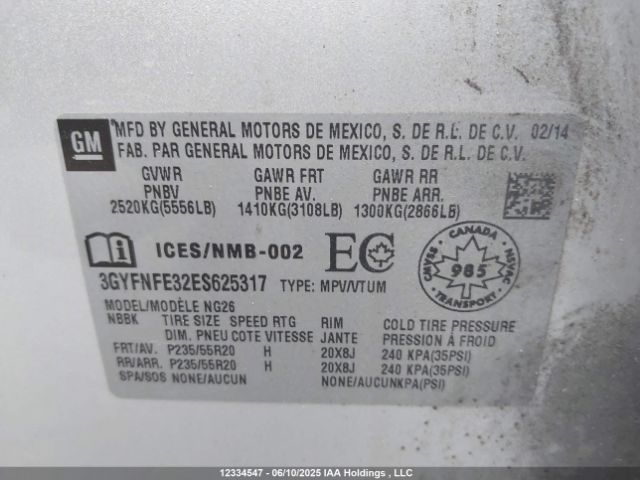 GM
MFD BY GENERAL MOTORS DE MEXICO, S. DE R.L. DE C.V. 02/14
FAB. PAR GENERAL MOTORS DE MEXICO, S. DE R.L. DE C.V.
GVWR GAWR FRT GAWR RR
PNBV PNBE AV. PNBE ARR.
2520KG(5556LB) 1410KG(3108LB) 1300KG(2866LB)
i ICES/NMB-002 EC
CANADA
CMVSS 985 NSVAC
TRANSPORT
3GYFNFE32ES625317 TYPE: MPV/VTUM
MODEL/MODÈLE NG26
NBBK TIRE SIZE SPEED RTG RIM COLD TIRE PRESSURE
DIM. PNEU COTE VITESSE JANTE PRESSION À FROID
FRT/AV. P235/55R20 H 20X8J 240 KPA(35PSI)
RR/ARR. P235/55R20 H 20X8J 240 KPA(35PSI)
SPA/SOS NONE/AUCUN NONE/AUCUNKPA(PSI)
12334547 - 06/10/2025 IAA Holdings , LLC